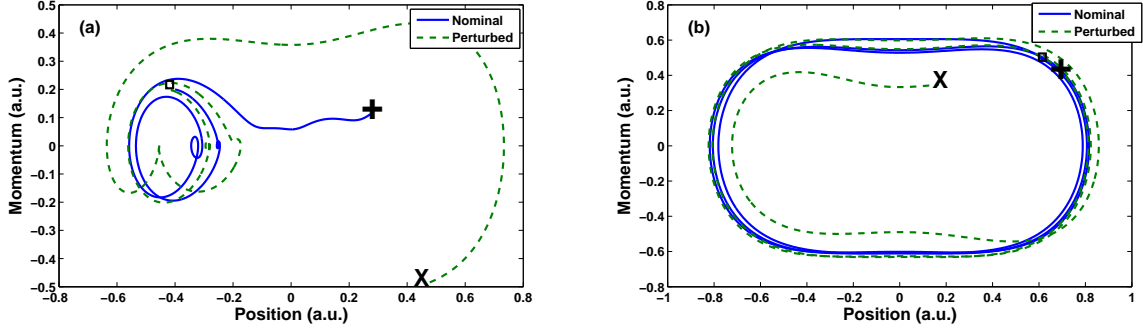 (a)
Nominal
Perturbed
0.5
0.4
0.3
0.2
0.1
0
−0.1
−0.2
−0.3
−0.4
−0.5
Momentum (a.u.)
X
−0.8 −0.6 −0.4 −0.2 0 0.2 0.4 0.6 0.8
Position (a.u.)
(b)
Nominal
Perturbed
0.8
0.6
0.4
0.2
0
−0.2
−0.4
−0.6
−0.8
Momentum (a.u.)
X
−1 −0.8 −0.6 −0.4 −0.2 0 0.2 0.4 0.6 0.8 1
Position (a.u.)